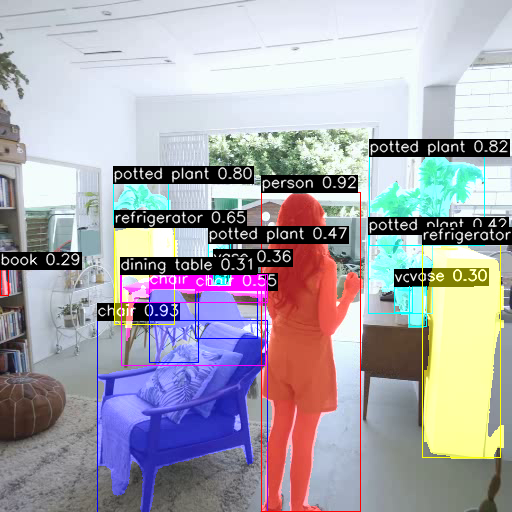 potted plant 0.82
potted plant 0.80
person 0.92
refrigerator 0.65
potted plant 0.42
potted plant 0.47
refrigerator
0.36
book 0.29
dining table 0.31
vase 0.30
chair
chair 0.55
chair 0.93